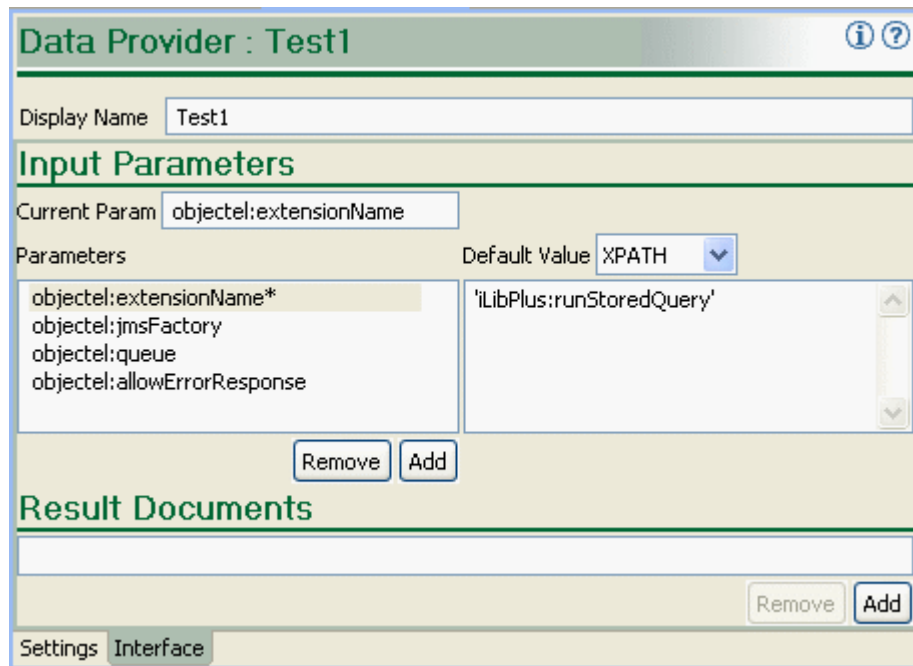 Data Provider : Test1
Display Name Test1
Input Parameters
Current Param objectel:extensionName
Parameters Default Value XPATH
objectel:extensionName* 'iLibPlus:runStoredQuery'
objectel:jmsFactory
objectel:queue
objectel:allowErrorResponse
Remove Add
Result Documents
Remove Add
Settings Interface